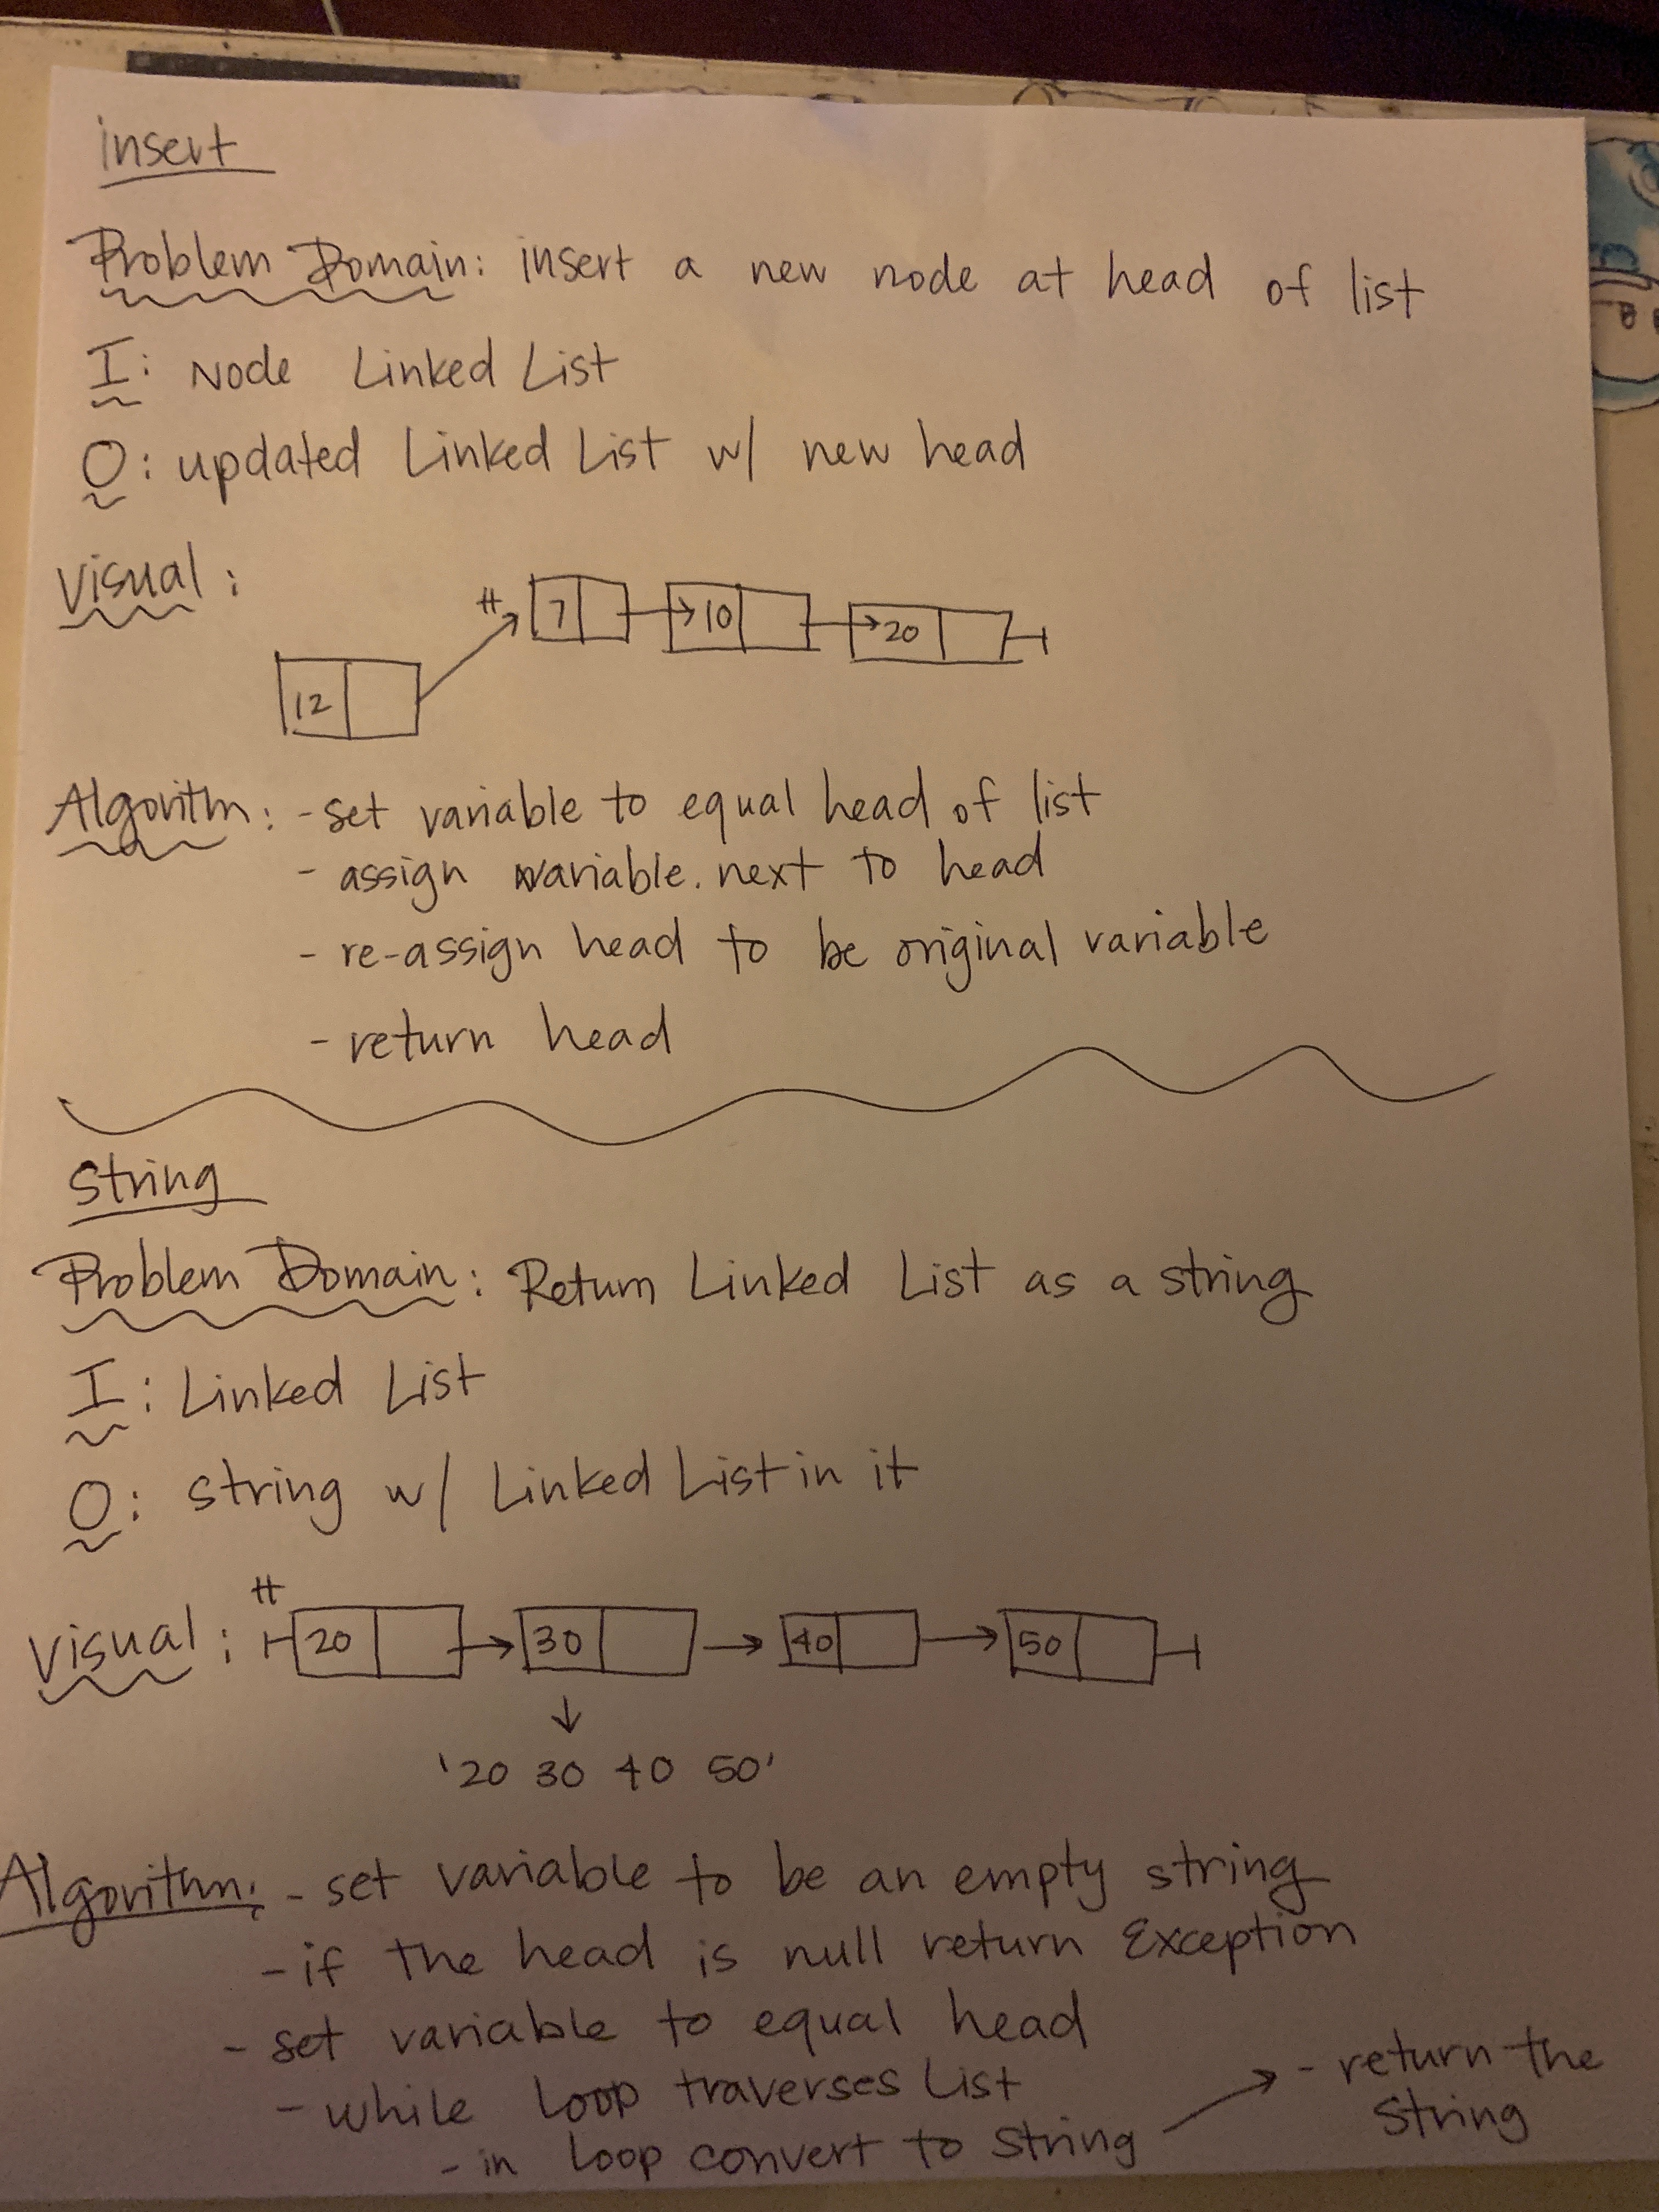 insert
Problem Domain: insert a new node at head of list
I: Node Linked List
O: updated Linked List w/ new head
Visual:
H 7 10 20
12
Algorithm: - set variable to equal head of list
- assign variable.next to head
- re-assign head to be original variable
- return head
String
Problem Domain: Return Linked List as a string
I: Linked List
O: string w/ Linked List in it
H
Visual: 20 30 40 50
'20 30 40 50'
Algorithm: - set variable to be an empty string
- if the head is null return Exception
- set variable to equal head
- while loop traverses List
- in loop convert to string
- return the
string